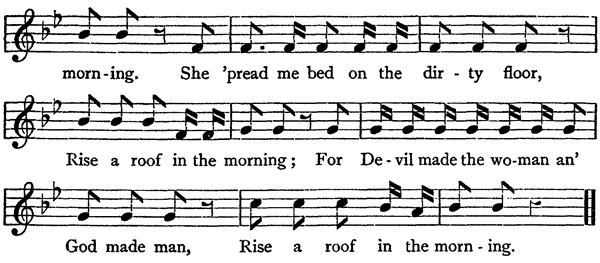 morn-ing. She 'pread me bed on the dir-ty floor,
Rise a roof in the morning; For De-vil made the wo-man an'
God made man, Rise a roof in the morn-ing.